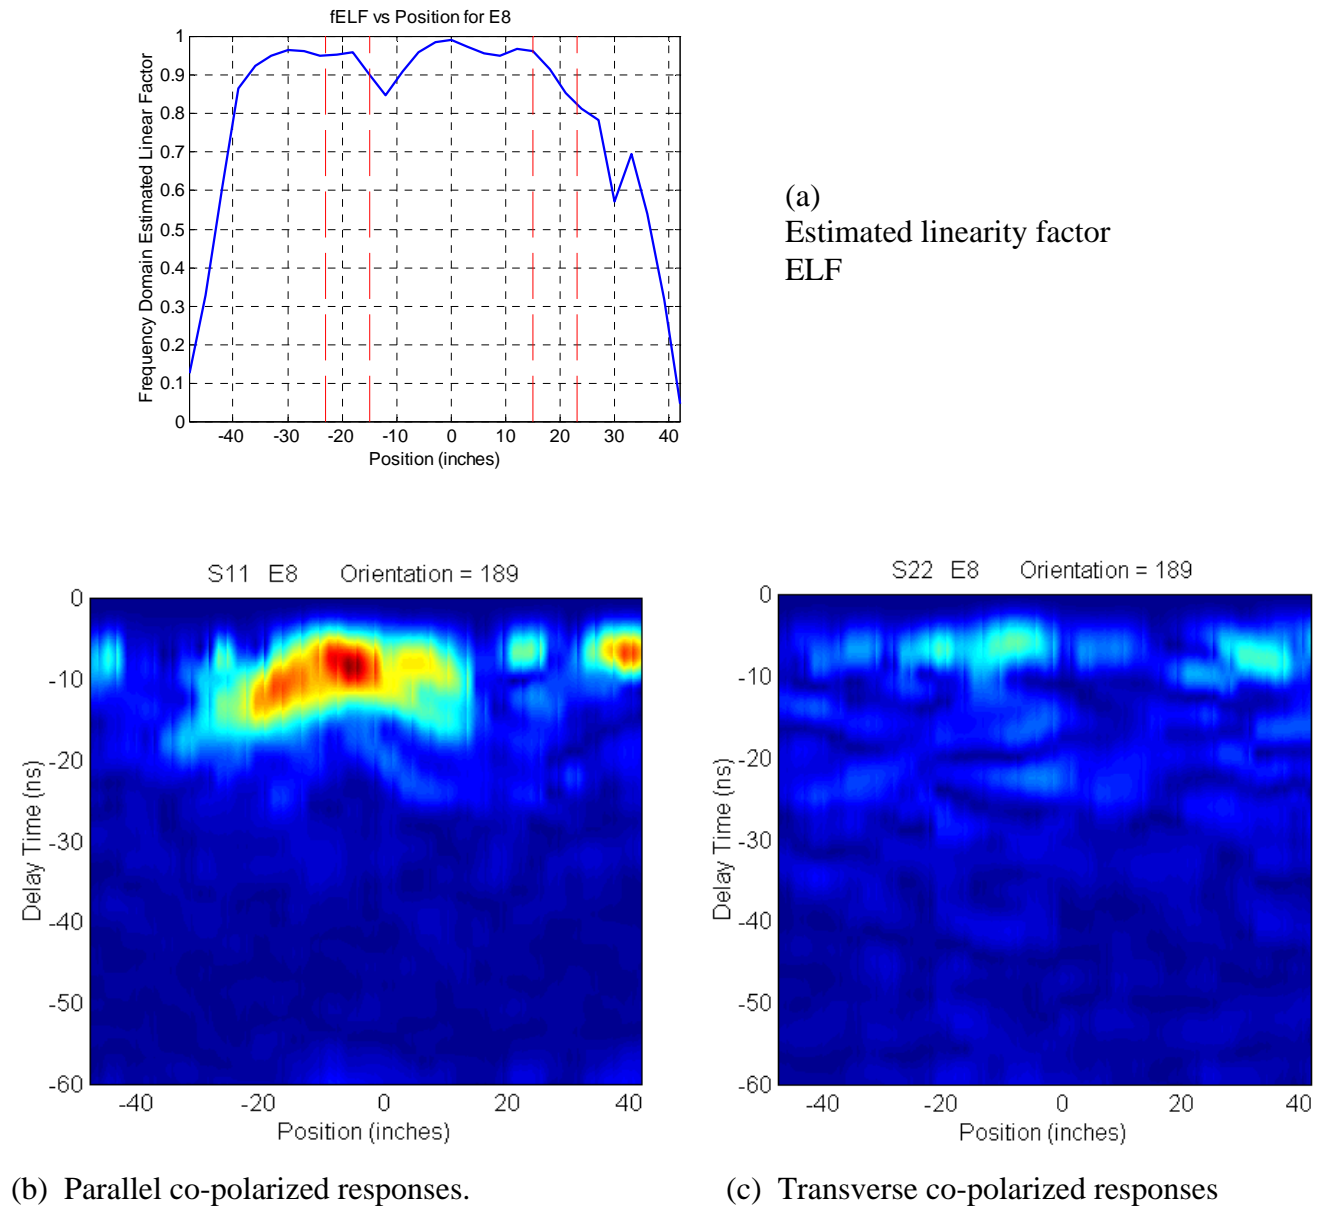 fELF vs Position for E8
Frequency Domain Estimated Linear Factor
1
0.9
0.8
0.7
0.6
0.5
0.4
0.3
0.2
0.1
0
-40 -30 -20 -10 0 10 20 30 40
Position (inches)
(a)
Estimated linearity factor
ELF
S11 E8 Orientation = 189
Delay Time (ns)
0
-10
-20
-30
-40
-50
-60
-40 -20 0 20 40
Position (inches)
(b) Parallel co-polarized responses.
S22 E8 Orientation = 189
Delay Time (ns)
0
-10
-20
-30
-40
-50
-60
-40 -20 0 20 40
Position (inches)
(c) Transverse co-polarized responses